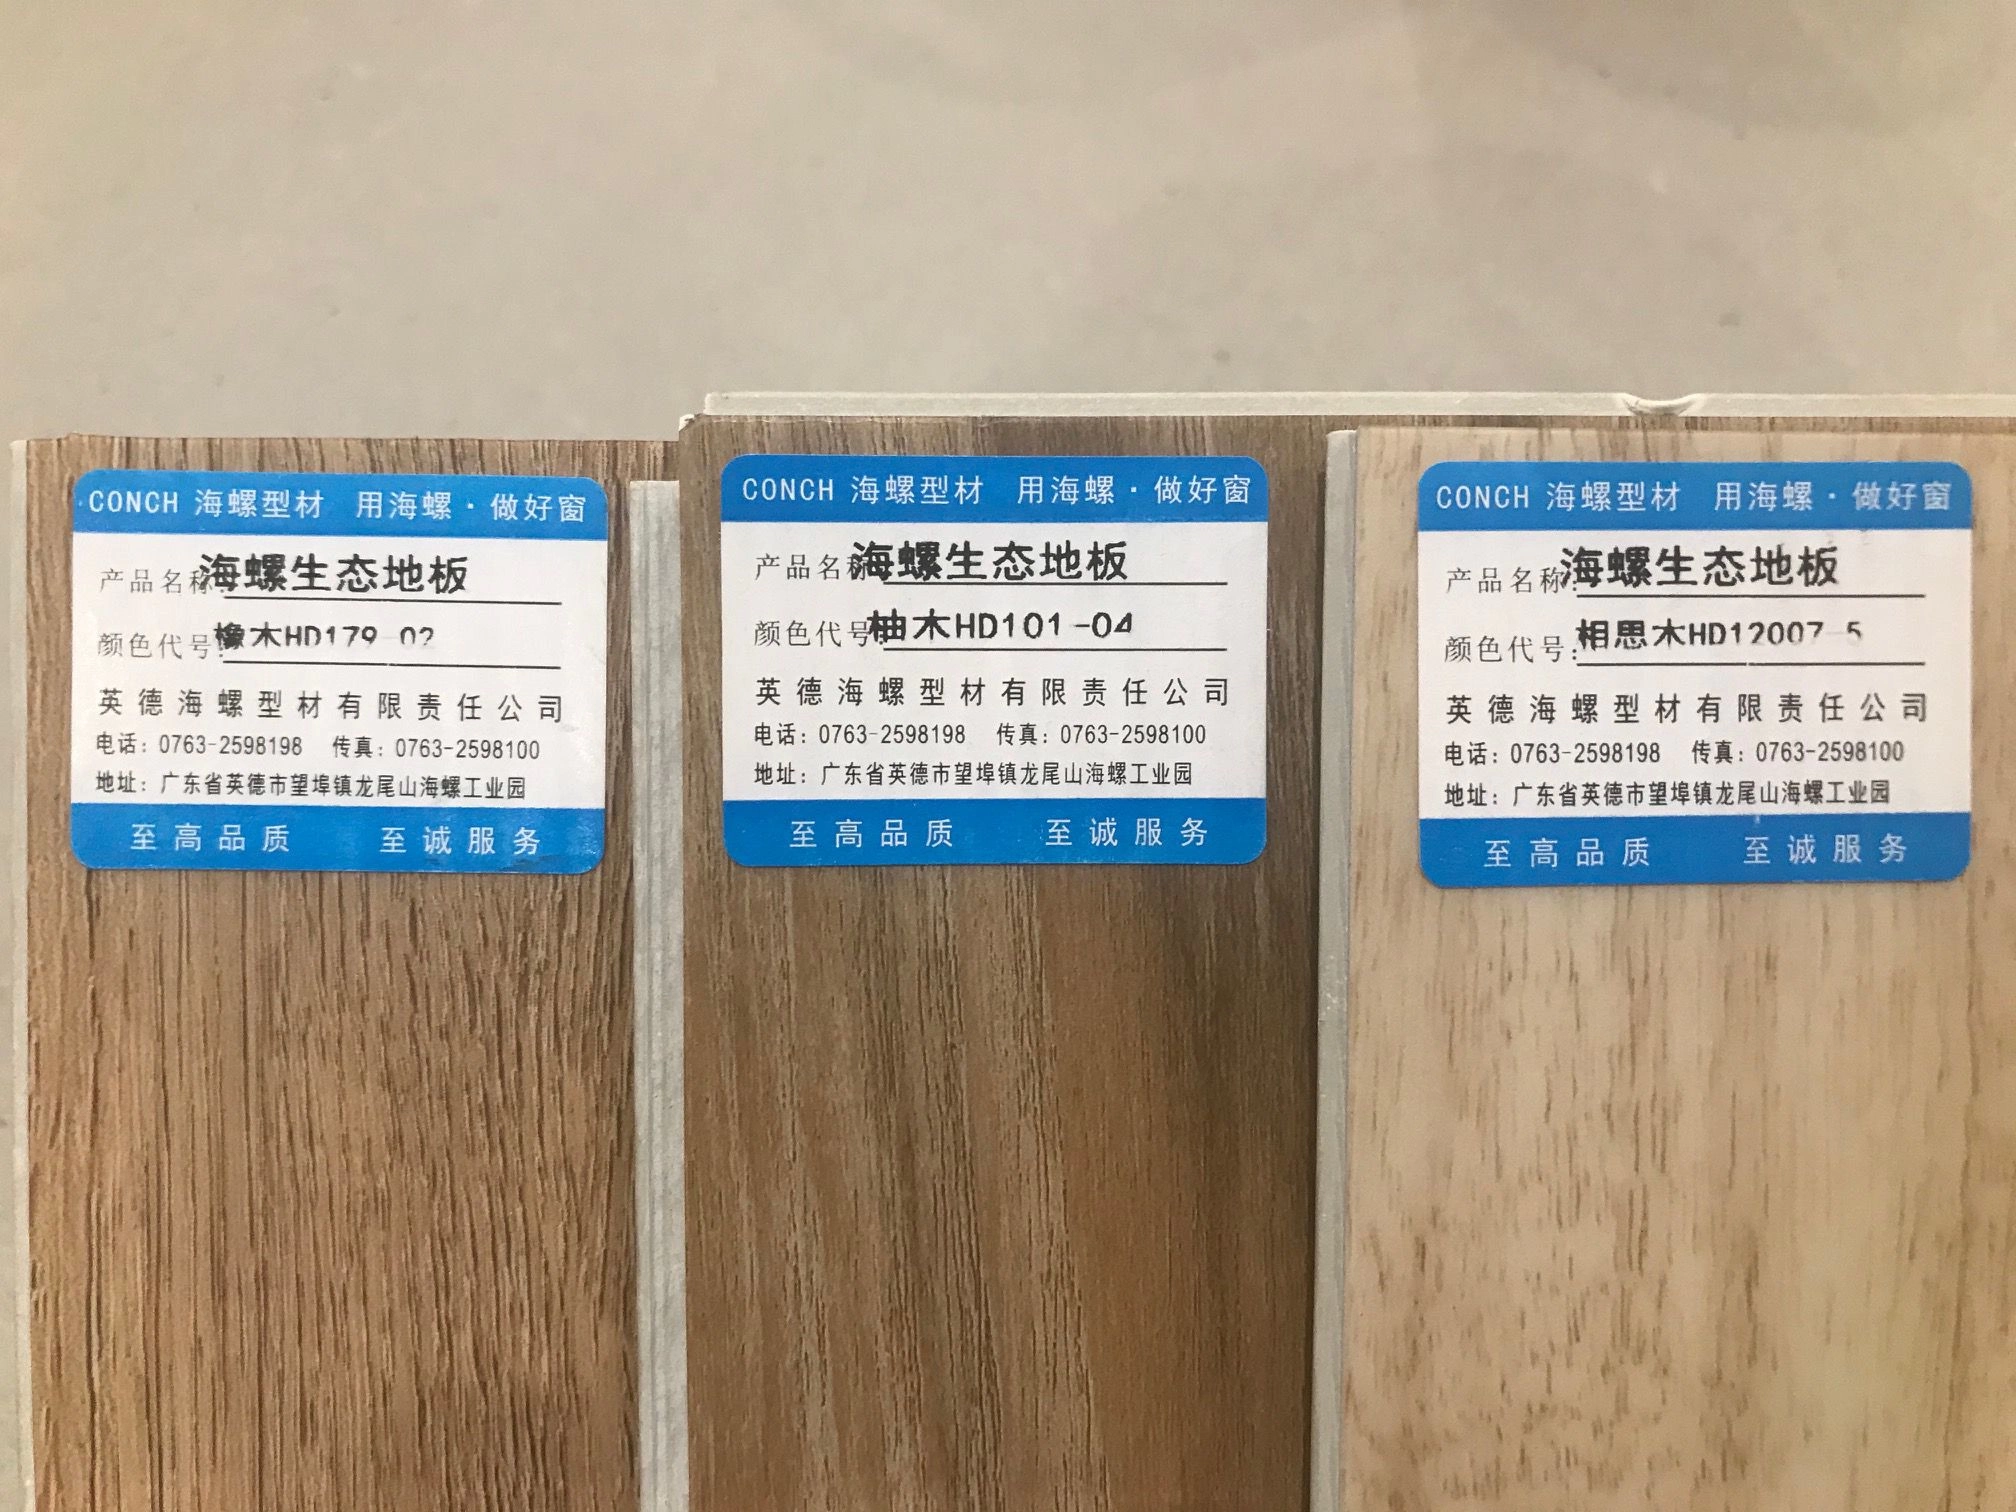 CONCH 海螺型材 用海螺·做好窗
产品名称:海螺生态地板
颜色代号:橡木HD179-02
英德海螺型材有限责任公司
电话:0763-2598198 传真:0763-2598100
地址:广东省英德市望埠镇龙尾山海螺工业园
至高品质 至诚服务
CONCH 海螺型材 用海螺·做好窗
产品名称:海螺生态地板
颜色代号:柚木HD101-04
英德海螺型材有限责任公司
电话:0763-2598198 传真:0763-2598100
地址:广东省英德市望埠镇龙尾山海螺工业园
至高品质 至诚服务
CONCH 海螺型材 用海螺·做好窗
产品名称:海螺生态地板
颜色代号:相思木HD12007-5
英德海螺型材有限责任公司
电话:0763-2598198 传真:0763-2598100
地址:广东省英德市望埠镇龙尾山海螺工业园
至高品质 至诚服务